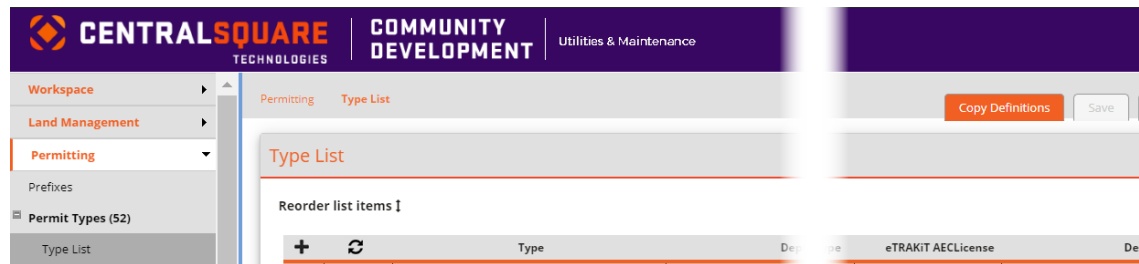 CENTRALSQUARE
TECHNOLOGIES
COMMUNITY
DEVELOPMENT
Utilities & Maintenance
Workspace
Land Management
Permitting
Prefixes
Permit Types (52)
Type List
Permitting Type List
Copy Definitions Save
Type List
Reorder list items
Type eTRAKiT AECLicense